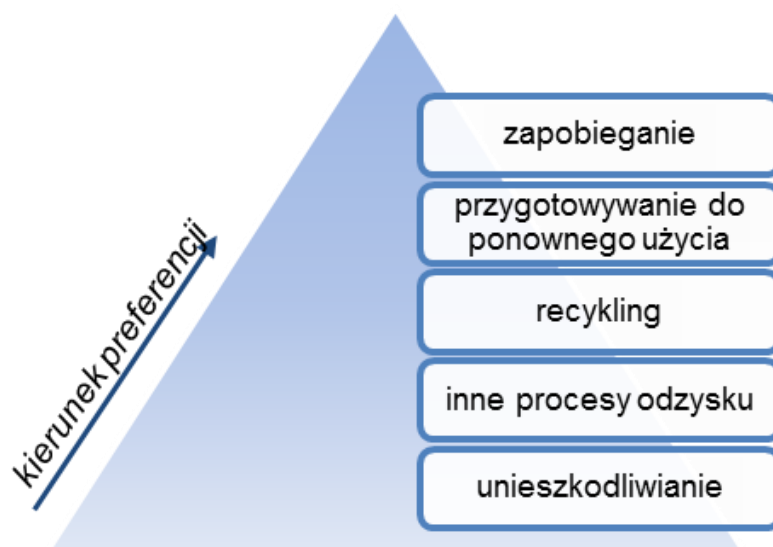 zapobieganie
przygotowywanie do
ponownego użycia
recykling
inne procesy odzysku
unieszkodliwianie
kierunek preferencji